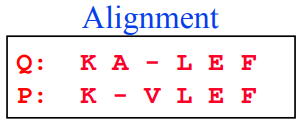 Alignment
Q: K A - L E F
P: K - V L E F